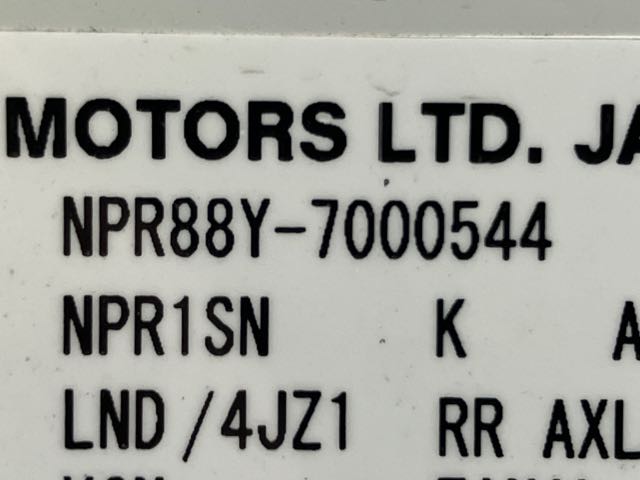 MOTORS LTD. JA
NPR88Y-7000544
NPR1SN K A
LND/4JZ1 RR AXL